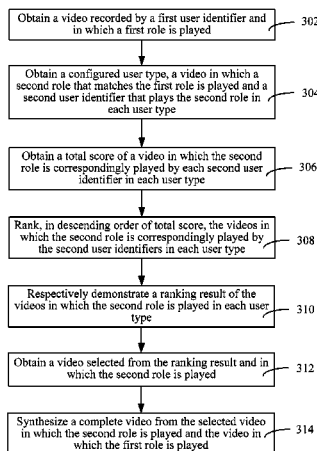 Obtain a video recorded by a first user identifier and
in which a first role is played
302
Obtain a configured user type, a video in which a
second role that matches the first role is played and a
second user identifier that plays the second role in
each user type
304
Obtain a total score of a video in which the second
role is correspondingly played by each second user
identifier in each user type
306
Rank, in descending order of total score, the videos in
which the second role is correspondingly played by
the second user identifiers in each user type
308
Respectively demonstrate a ranking result of the
videos in which the second role is played in each user
type
310
Obtain a video selected from the ranking result and in
which the second role is played
312
Synthesize a complete video from the selected video
in which the second role is played and the video in
which the first role is played
314